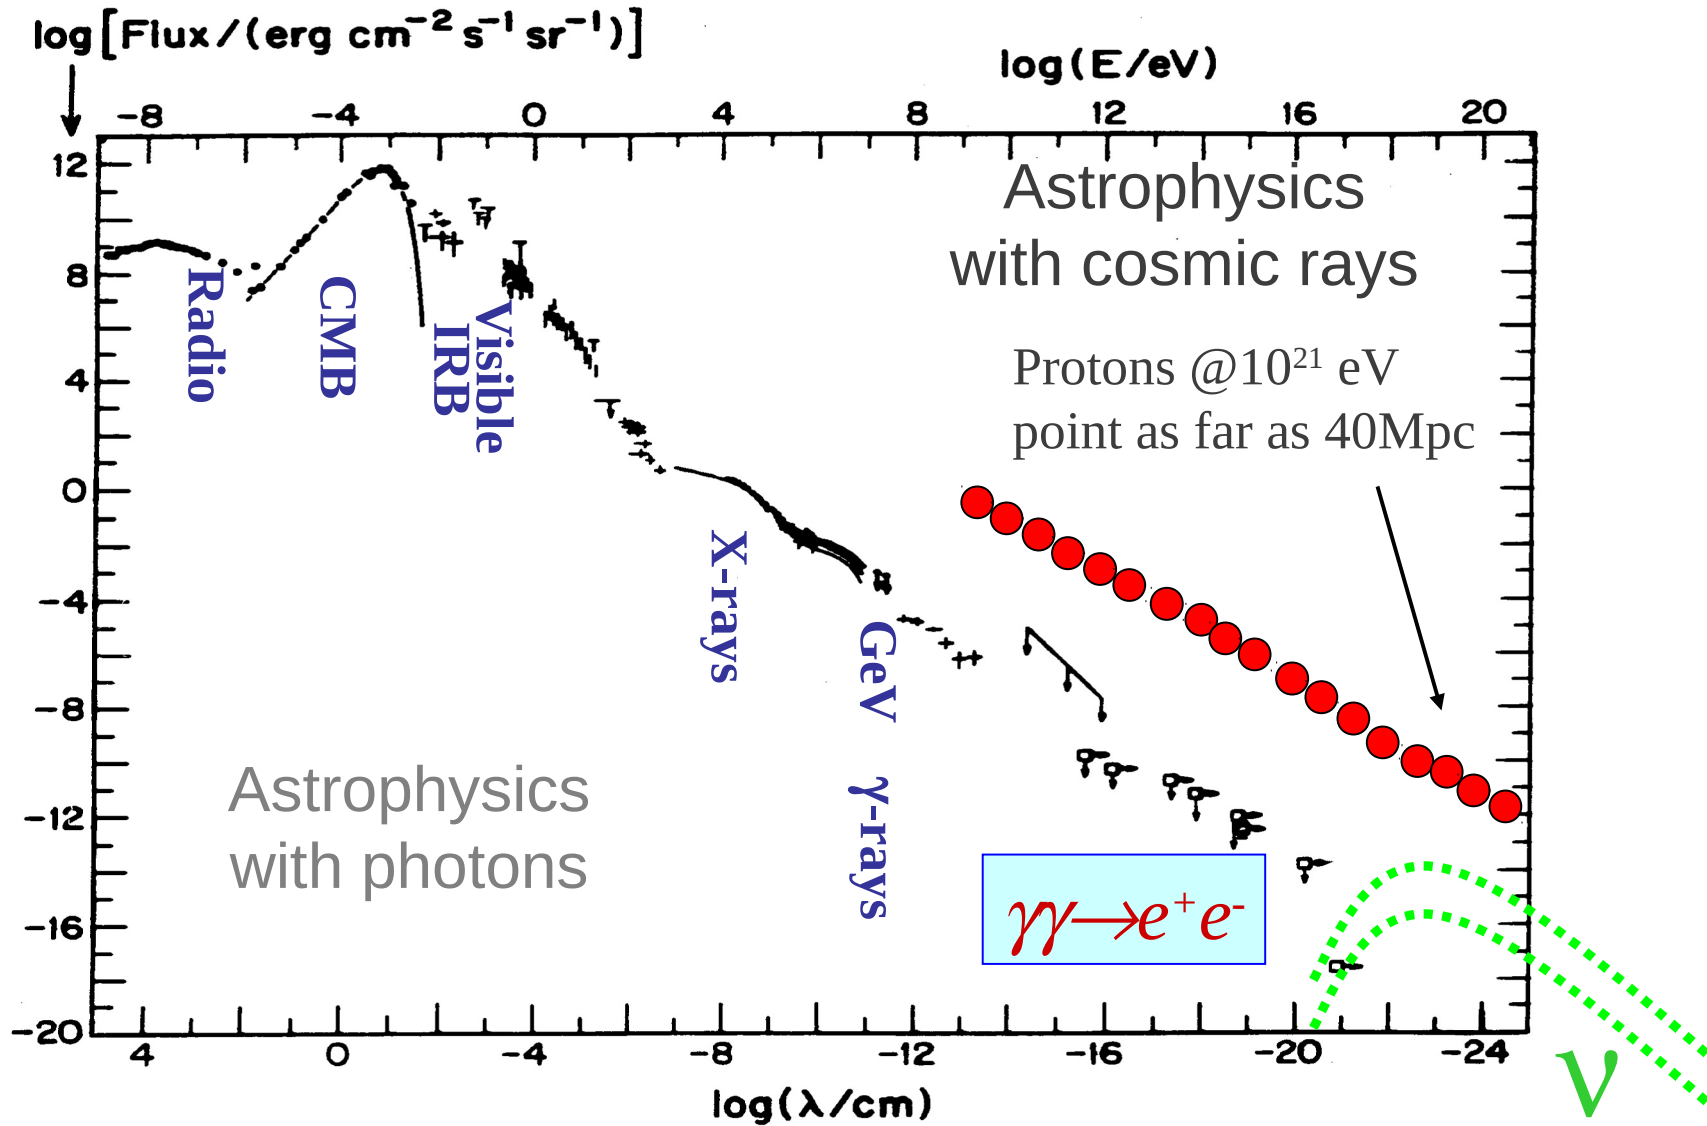 log[Flux/(erg cm⁻² s⁻¹ sr⁻¹)]
log(E/eV)
-8 -4 0 4 8 12 16 20
12
8
4
0
-4
-8
-12
-16
-20
Astrophysics
with cosmic rays
Protons @10²¹ eV
point as far as 40Mpc
Radio
CMB
IRB
Visible
X-rays
GeV γ-rays
Astrophysics
with photons
γγ→e⁺e⁻
ν
4 0 -4 -8 -12 -16 -20 -24
log(λ/cm)